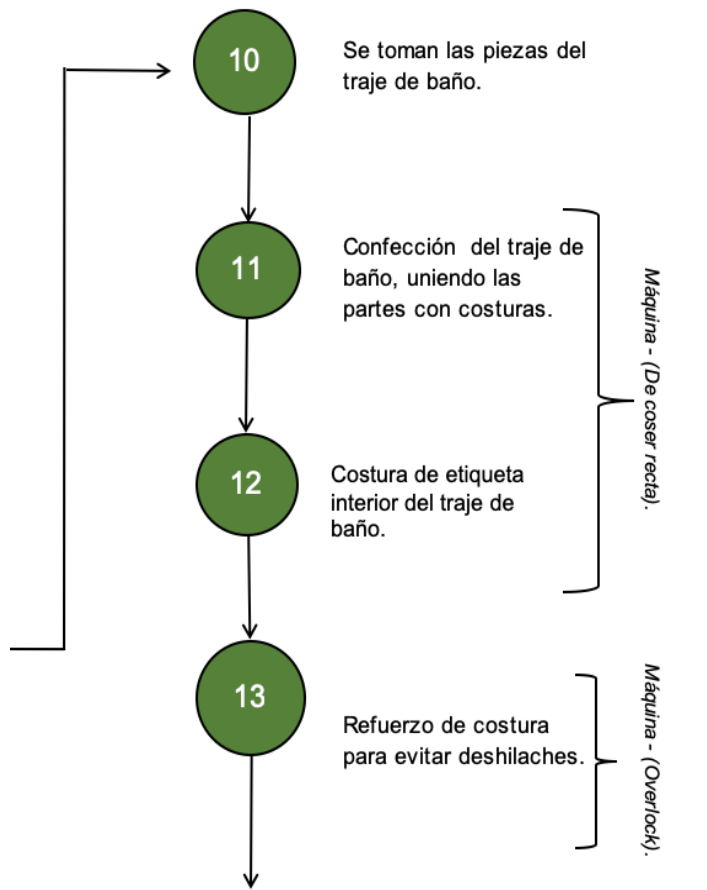 10
Se toman las piezas del
traje de baño.
11
Confección del traje de
baño, uniendo las
partes con costuras.
Máquina - (De coser recta).
12
Costura de etiqueta
interior del traje de
baño.
13
Refuerzo de costura
para evitar deshilaches.
Máquina - (Overlock).